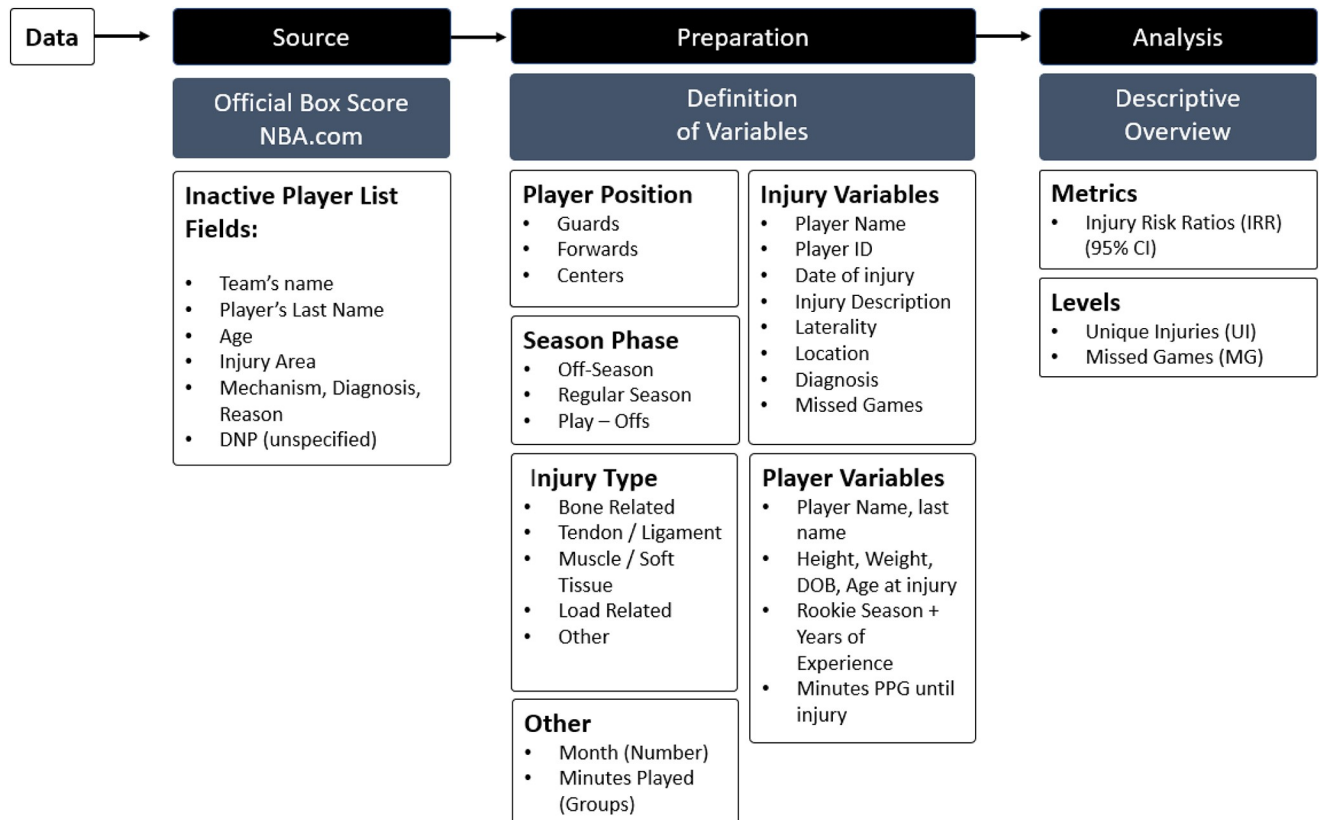 Data
Source
Preparation
Analysis
Official Box Score
NBA.com
Definition
of Variables
Descriptive
Overview
Inactive Player List
Fields:
• Team’s name
• Player’s Last Name
• Age
• Injury Area
• Mechanism, Diagnosis,
Reason
• DNP (unspecified)
Player Position
• Guards
• Forwards
• Centers
Season Phase
• Off-Season
• Regular Season
• Play – Offs
Injury Type
• Bone Related
• Tendon / Ligament
• Muscle / Soft
Tissue
• Load Related
• Other
Other
• Month (Number)
• Minutes Played
(Groups)
Injury Variables
• Player Name
• Player ID
• Date of injury
• Injury Description
• Laterality
• Location
• Diagnosis
• Missed Games
Player Variables
• Player Name, last
name
• Height, Weight,
DOB, Age at injury
• Rookie Season +
Years of
Experience
• Minutes PPG until
injury
Metrics
• Injury Risk Ratios (IRR)
(95% CI)
Levels
• Unique Injuries (UI)
• Missed Games (MG)